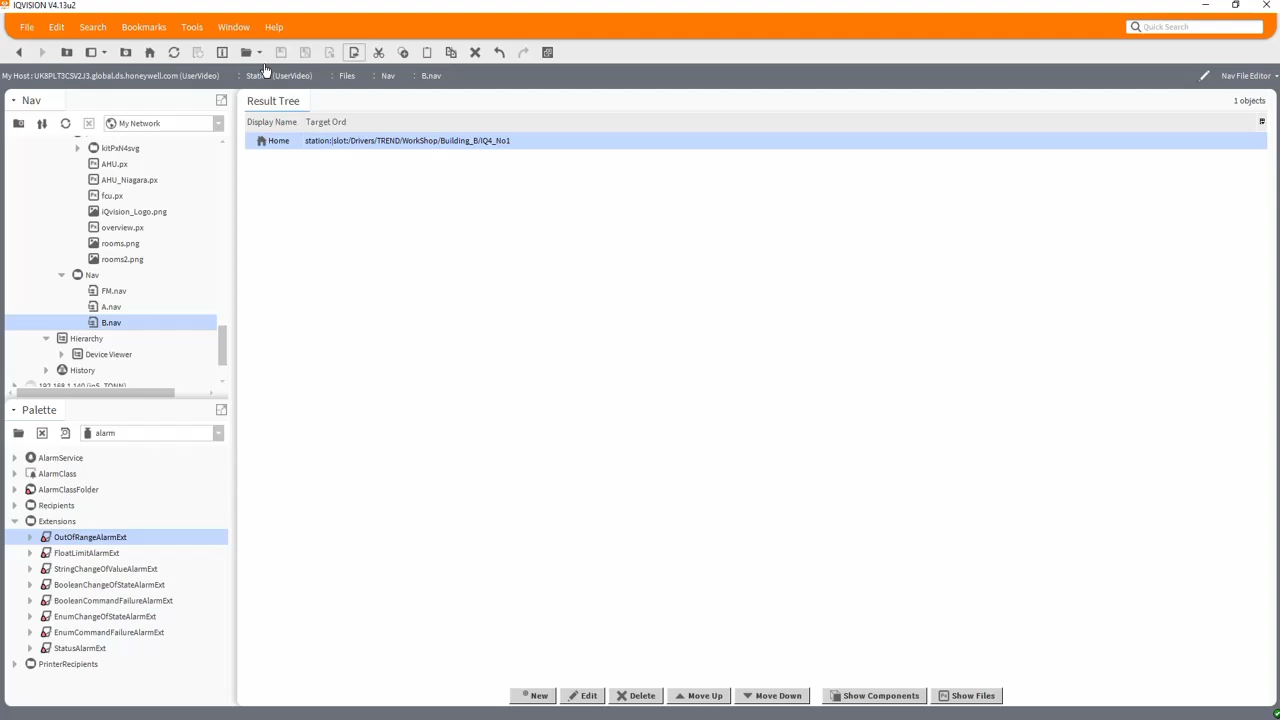 IQVISION V4.13u2
File Edit Search Bookmarks Tools Window Help
Quick Search
My Host : UK8PLT3CSV2J3.global.ds.honeywell.com (UserVideo) : Station (UserVideo) Files : Nav : B.nav
Nav File Editor
Nav
My Network
kitPxN4svg
AHU.px
AHU_Niagara.px
fcu.px
iQvision_Logo.png
overview.px
rooms.png
rooms2.png
Nav
FM.nav
A.nav
B.nav
Hierarchy
Device Viewer
History
192.168.1.140 (iq5_TONN)
Palette
alarm
AlarmService
AlarmClass
AlarmClassFolder
Recipients
Extensions
OutOfRangeAlarmExt
FloatLimitAlarmExt
StringChangeOfValueAlarmExt
BooleanChangeOfStateAlarmExt
BooleanCommandFailureAlarmExt
EnumChangeOfStateAlarmExt
EnumCommandFailureAlarmExt
StatusAlarmExt
PrinterRecipients
Result Tree
1 objects
Display Name Target Ord
Home station:|slot:/Drivers/TREND/WorkShop/Building_B/IQ4_No1
New Edit Delete Move Up Move Down Show Components Show Files